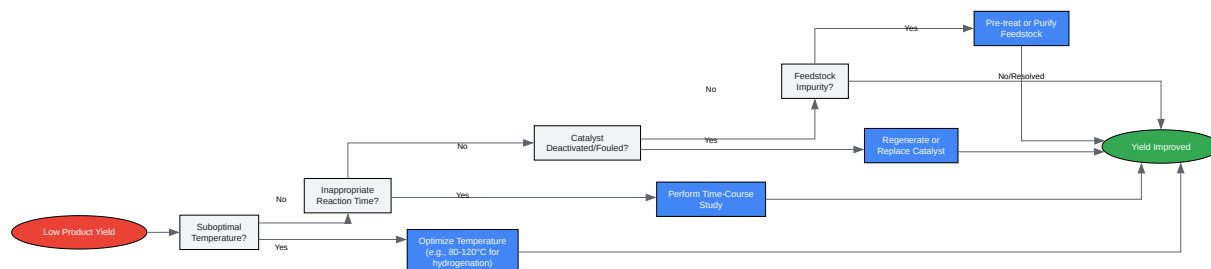 Pre-treat or Purify
Feedstock
Yes
Feedstock
Impurity?
No/Resolved
No
Catalyst
Deactivated/Fouled?
Yes
Regenerate or
Replace Catalyst
Yield Improved
No
Inappropriate
Reaction Time?
Yes
Perform Time-Course
Study
No
Low Product Yield
Suboptimal
Temperature?
Yes
Optimize Temperature
(e.g., 80-120°C for
hydrogenation)